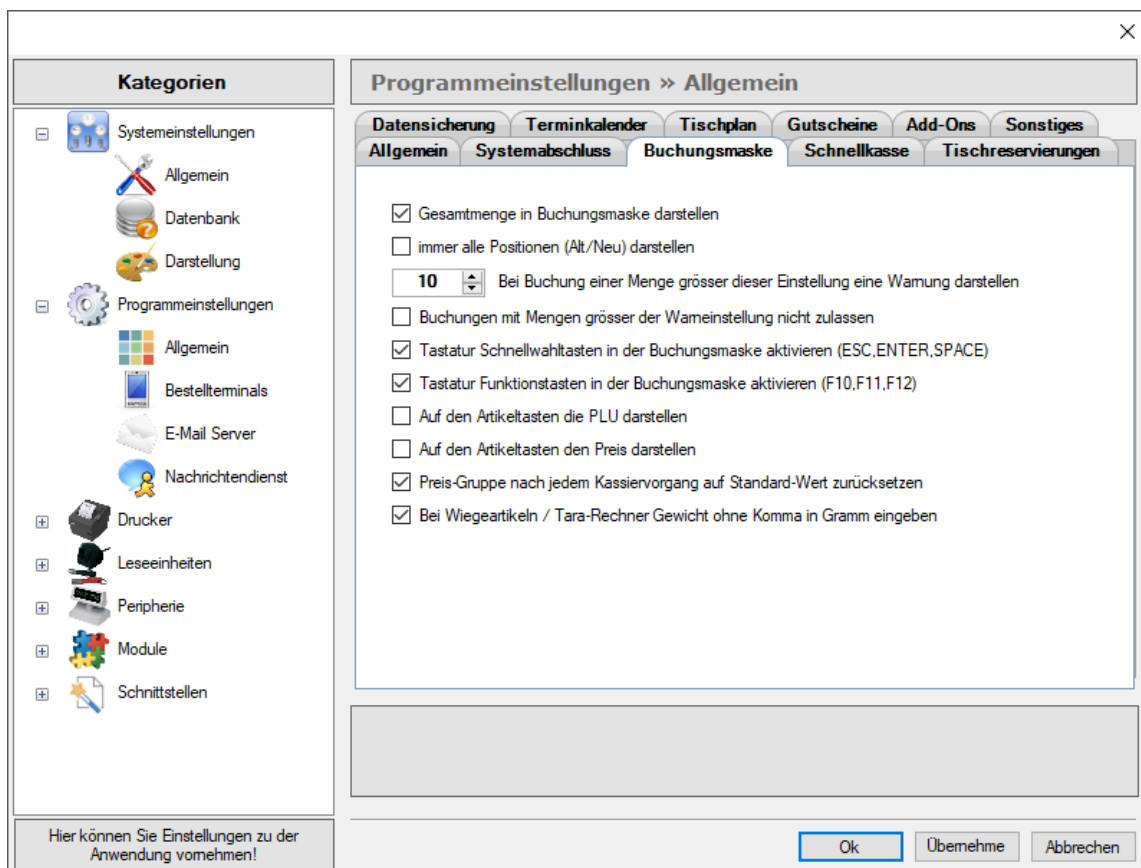 Kategorien
Systemeinstellungen
Allgemein
Datenbank
Darstellung
Programmeinstellungen
Allgemein
Bestellterminals
E-Mail Server
Nachrichtendienst
Drucker
Leseeinheiten
Peripherie
Module
Schnittstellen
Hier können Sie Einstellungen zu der
Anwendung vornehmen!
Programmeinstellungen » Allgemein
Datensicherung Terminkalender Tischplan Gutscheine Add-Ons Sonstiges
Allgemein Systemabschluss Buchungsmaske Schnellkasse Tischreservierungen
Gesamtmenge in Buchungsmaske darstellen
immer alle Positionen (Alt/Neu) darstellen
10 Bei Buchung einer Menge grösser dieser Einstellung eine Warnung darstellen
Buchungen mit Mengen grösser der Warneinstellung nicht zulassen
Tastatur Schnellwahltasten in der Buchungsmaske aktivieren (ESC,ENTER,SPACE)
Tastatur Funktionstasten in der Buchungsmaske aktivieren (F10,F11,F12)
Auf den Artikeltasten die PLU darstellen
Auf den Artikeltasten den Preis darstellen
Preis-Gruppe nach jedem Kassiervorgang auf Standard-Wert zurücksetzen
Bei Wiegeartikeln / Tara-Rechner Gewicht ohne Komma in Gramm eingeben
Ok Übernehme Abbrechen